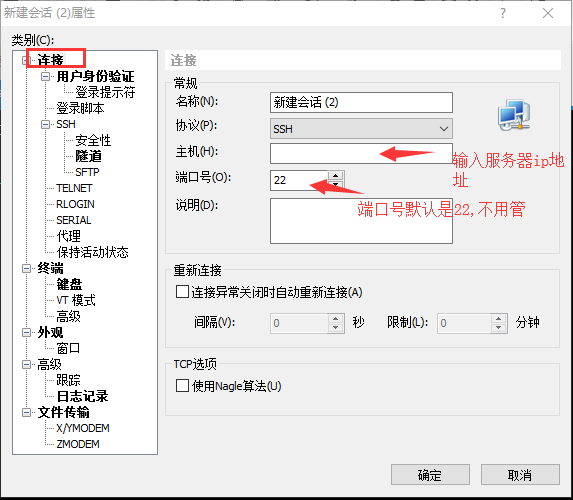 新建会话 (2)属性
?
类别(C):
连接
用户身份验证
登录提示符
登录脚本
SSH
安全性
隧道
SFTP
TELNET
RLOGIN
SERIAL
代理
保持活动状态
终端
键盘
VT 模式
高级
外观
窗口
高级
跟踪
日志记录
文件传输
X/YMODEM
ZMODEM
连接
常规
名称(N):
新建会话 (2)
协议(P):
SSH
主机(H):
输入服务器ip地
址
端口号(O):
22
端口号默认是22,不用管
说明(D):
重新连接
连接异常关闭时自动重新连接(A)
间隔(V):
0
秒
限制(L):
0
分钟
TCP选项
使用Nagle算法(U)
确定
取消